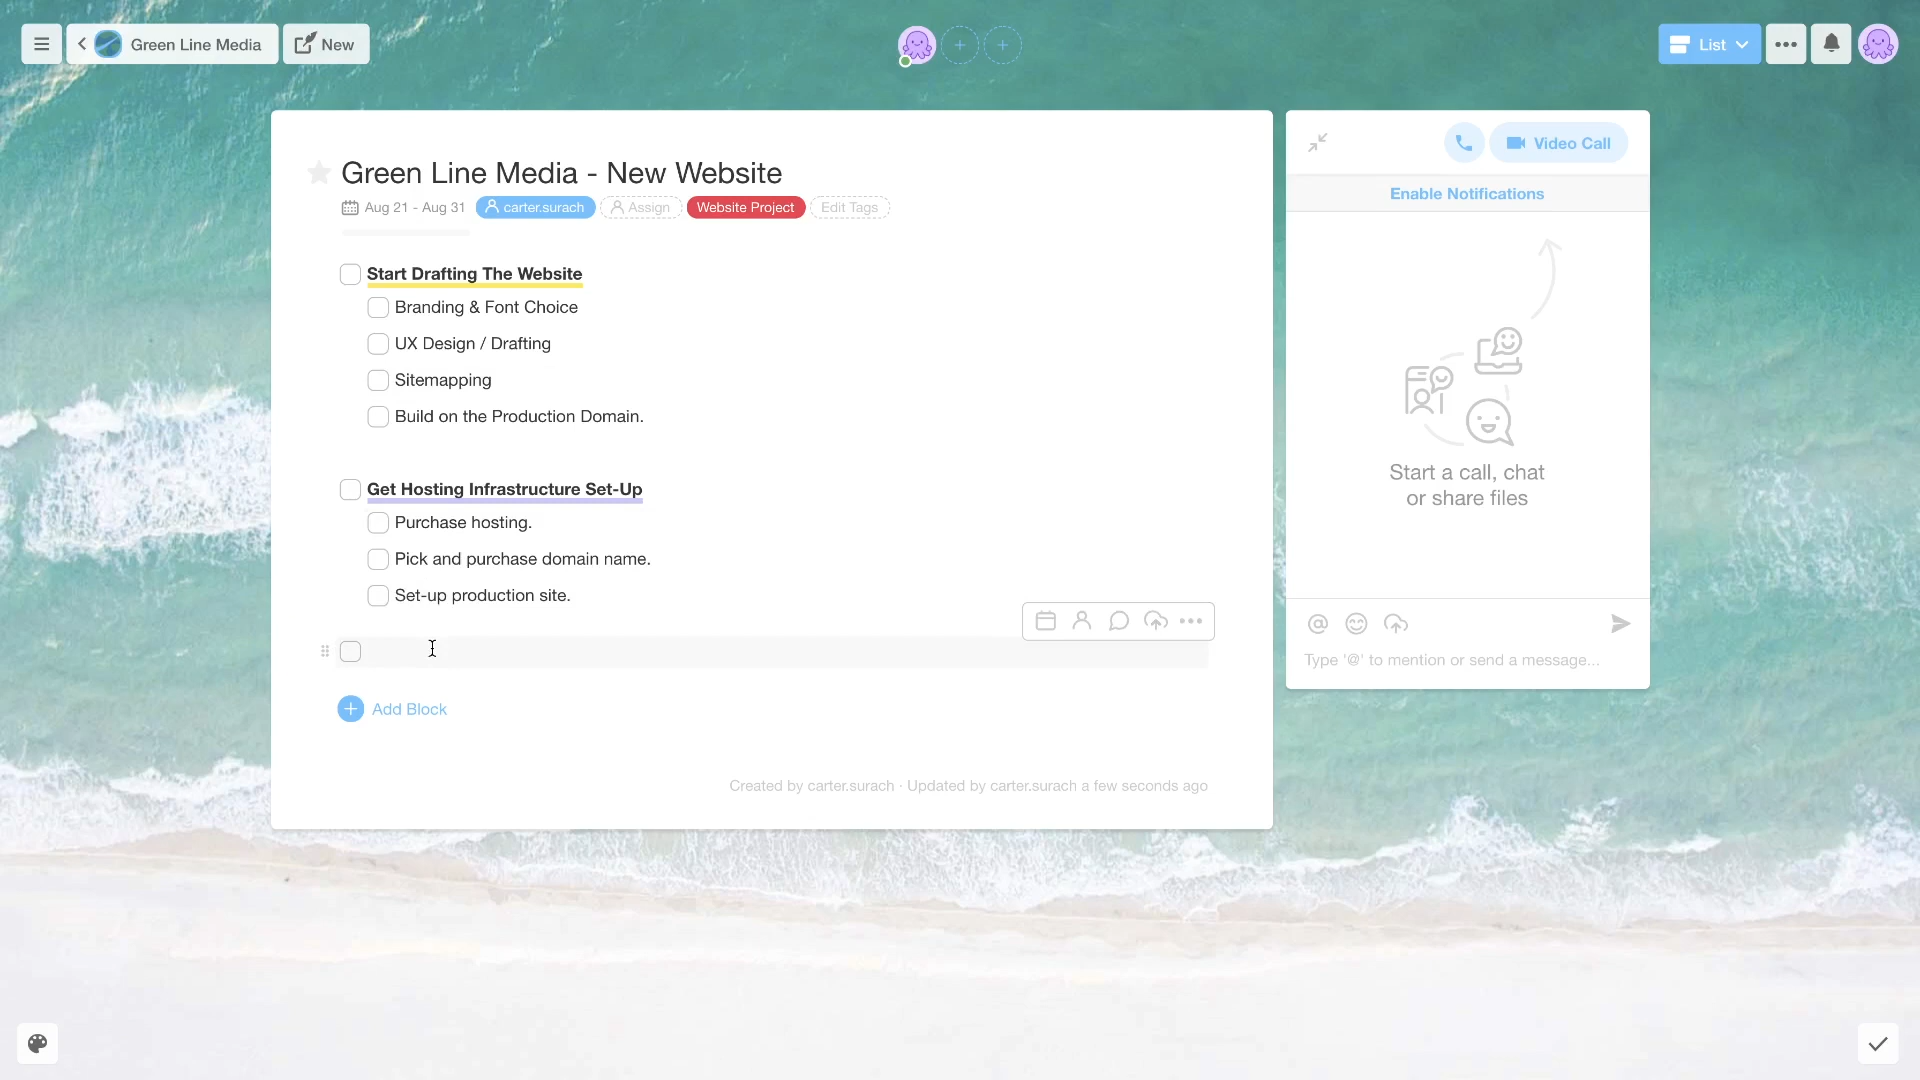 Green Line Media
New
List
Green Line Media - New Website
Aug 21 - Aug 31
carter.surach
Assign
Website Project
Edit Tags
Start Drafting The Website
Branding & Font Choice
UX Design / Drafting
Sitemapping
Build on the Production Domain.
Get Hosting Infrastructure Set-Up
Purchase hosting.
Pick and purchase domain name.
Set-up production site.
Add Block
Created by carter.surach · Updated by carter.surach a few seconds ago
Video Call
Enable Notifications
Start a call, chat
or share files
Type '@' to mention or send a message...